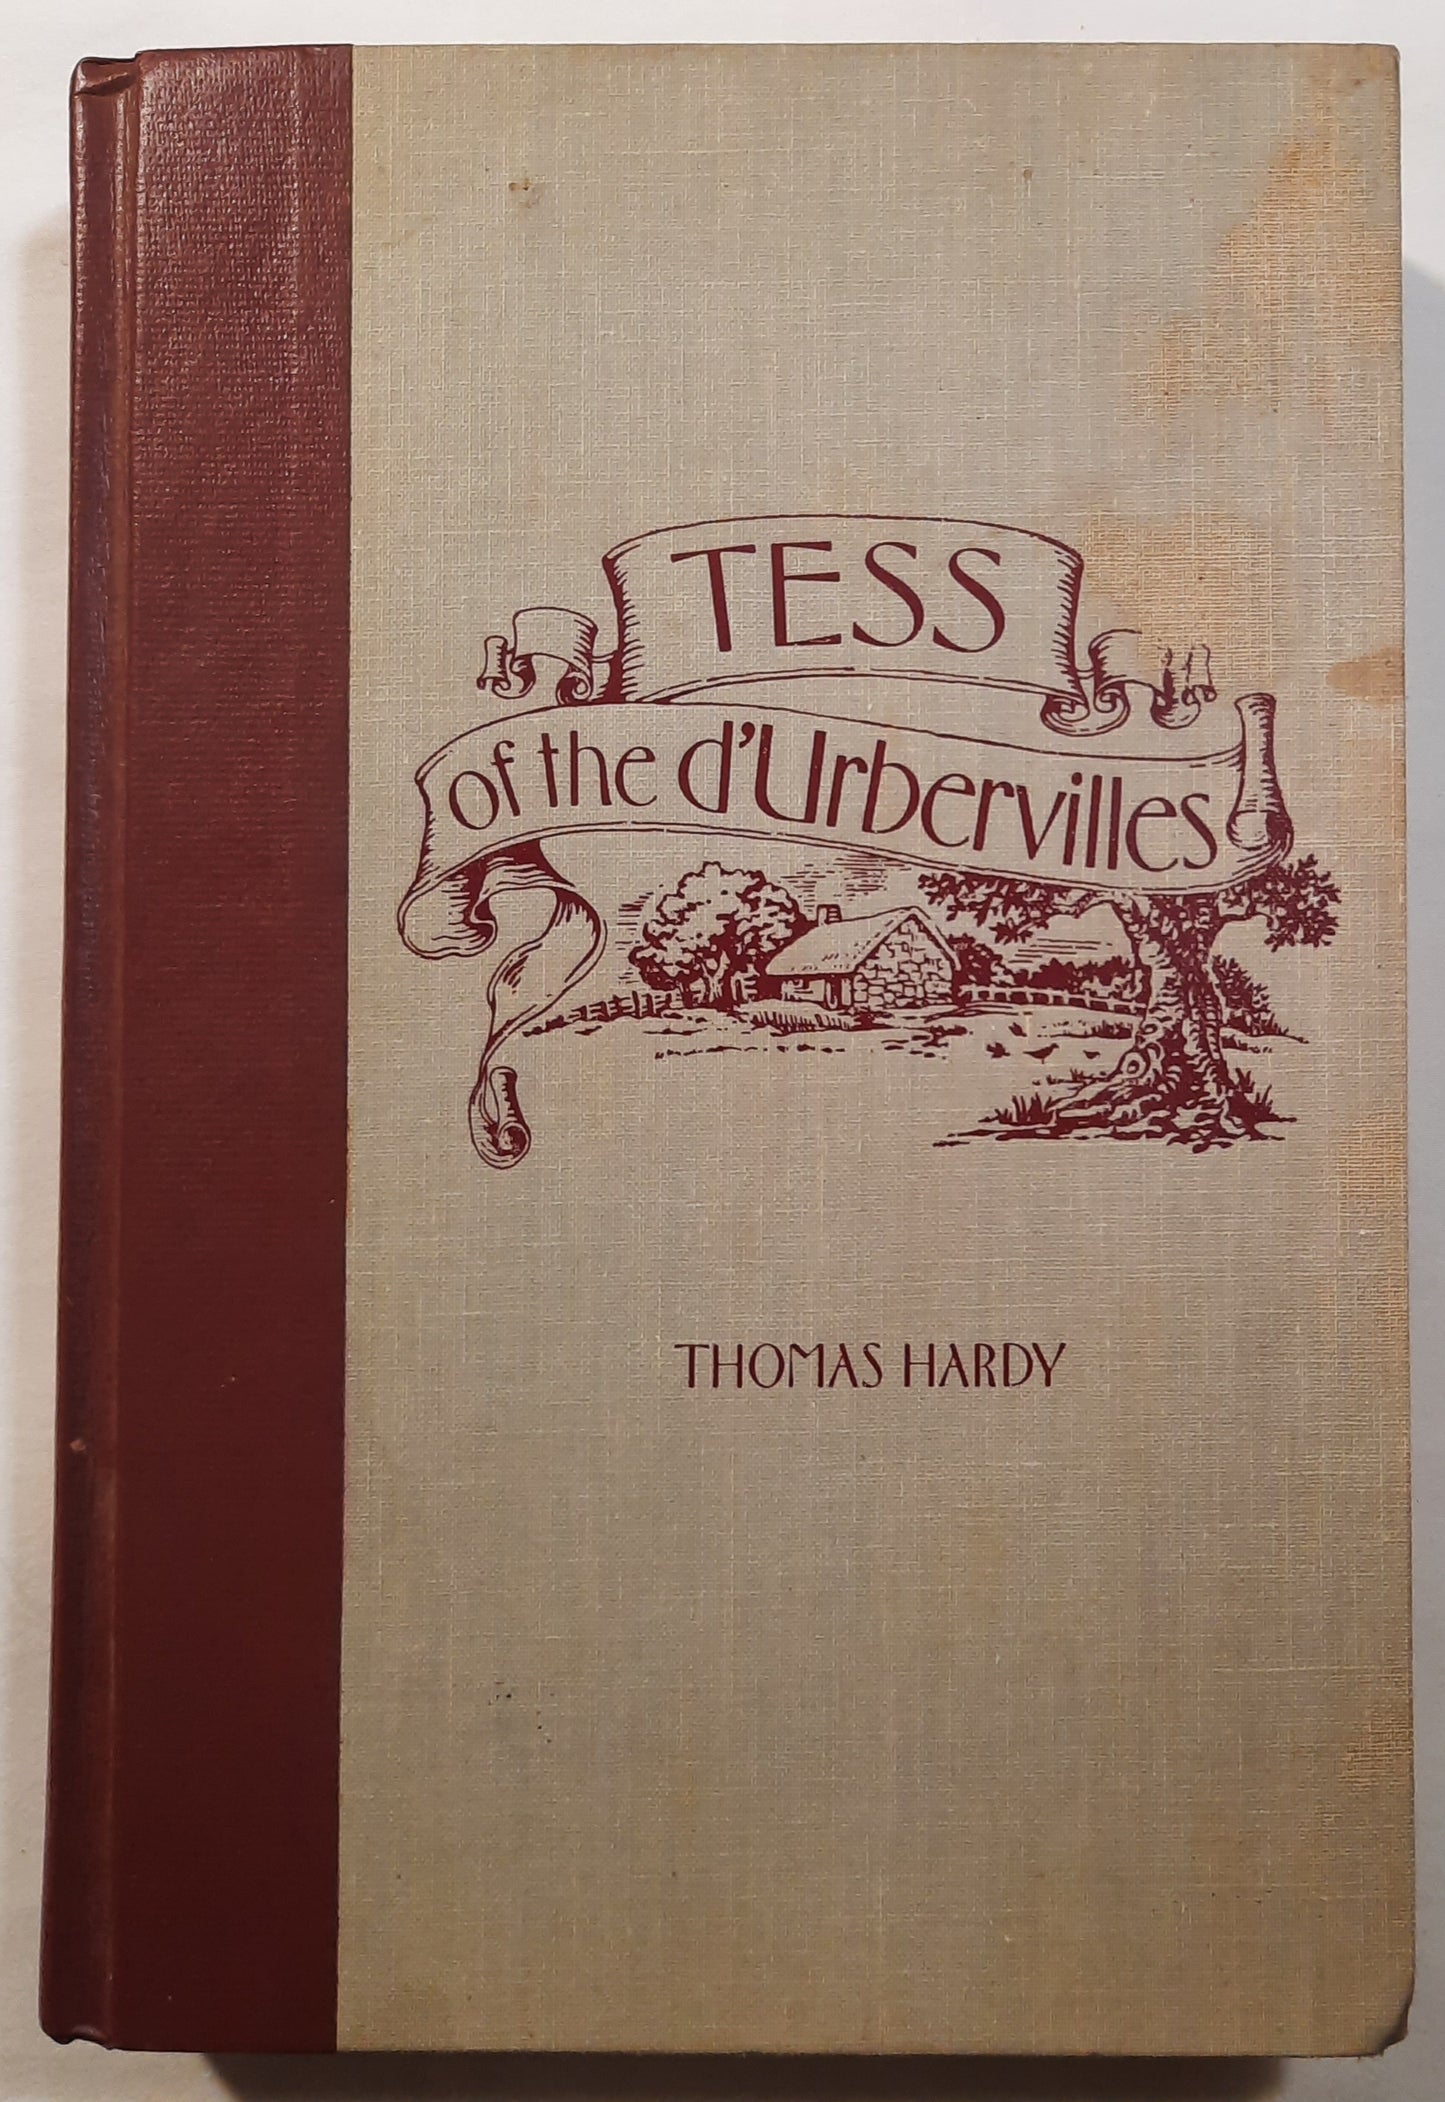 TESS
of the d'Urbervilles
THOMAS HARDY